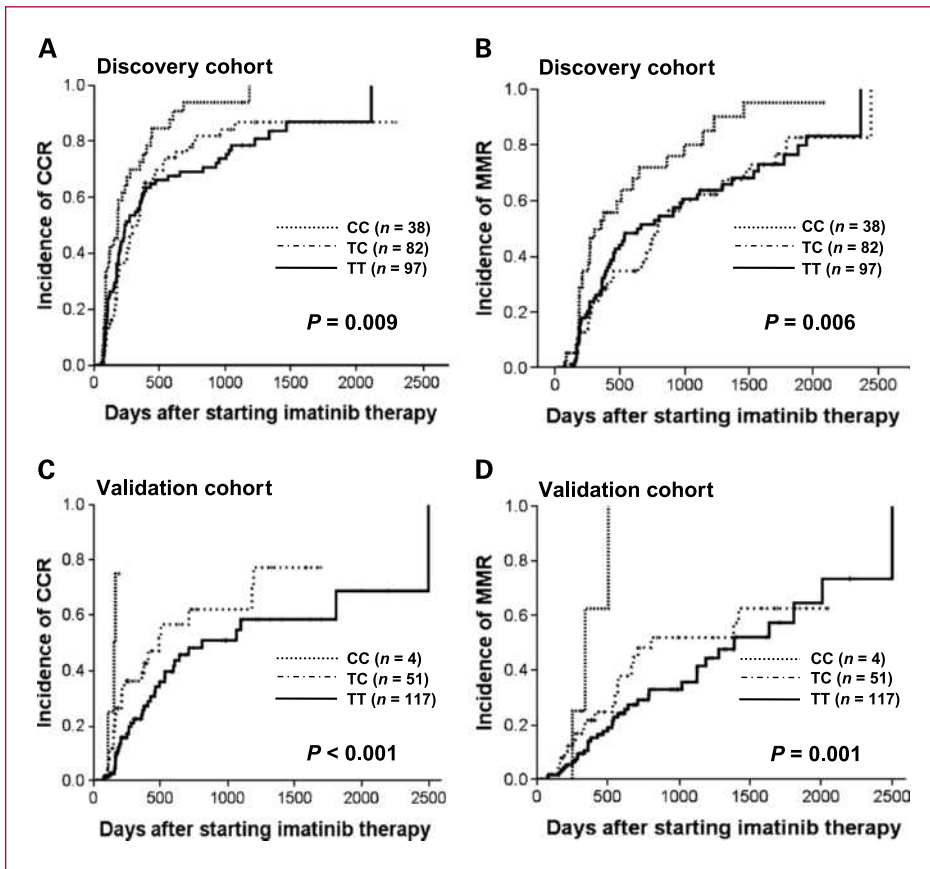 A
Discovery cohort
Incidence of CCR
1.0
0.8
0.6
0.4
0.2
0.0
CC (n = 38)
TC (n = 82)
TT (n = 97)
P = 0.009
0 500 1000 1500 2000 2500
Days after starting imatinib therapy
B
Discovery cohort
Incidence of MMR
1.0
0.8
0.6
0.4
0.2
0.0
CC (n = 38)
TC (n = 82)
TT (n = 97)
P = 0.006
0 500 1000 1500 2000 2500
Days after starting imatinib therapy
C
Validation cohort
Incidence of CCR
1.0
0.8
0.6
0.4
0.2
0.0
CC (n = 4)
TC (n = 51)
TT (n = 117)
P < 0.001
0 500 1000 1500 2000 2500
Days after starting imatinib therapy
D
Validation cohort
Incidence of MMR
1.0
0.8
0.6
0.4
0.2
0.0
CC (n = 4)
TC (n = 51)
TT (n = 117)
P = 0.001
0 500 1000 1500 2000 2500
Days after starting imatinib therapy